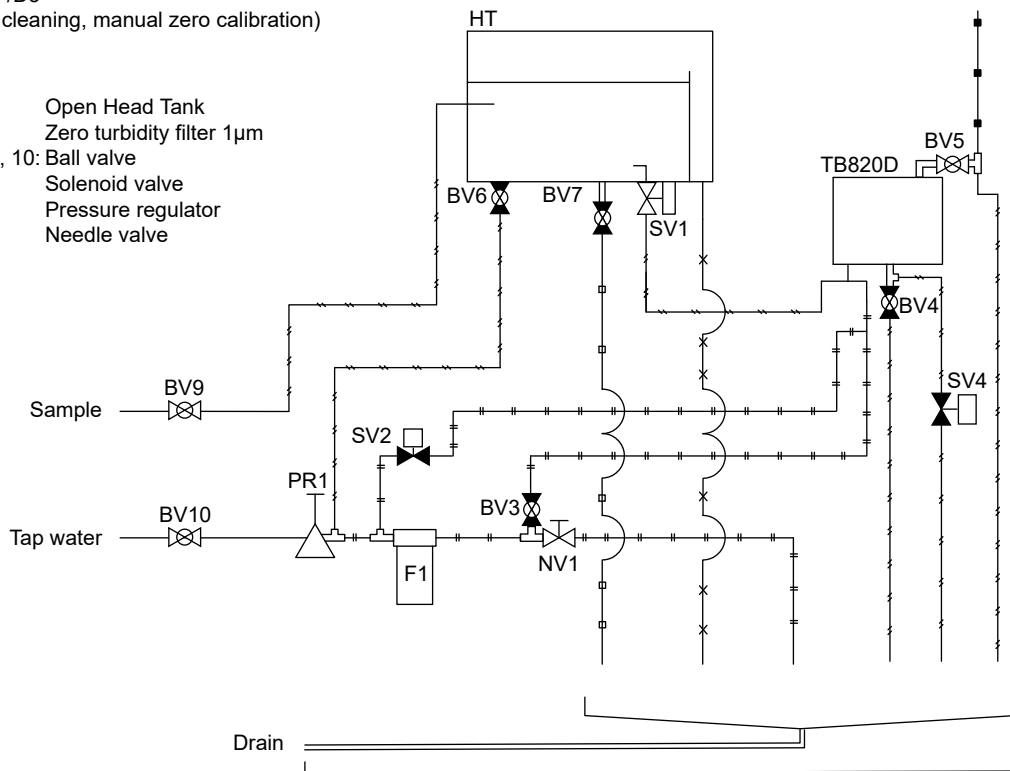 /B8
cleaning, manual zero calibration)
HT
Open Head Tank
Zero turbidity filter 1µm
, 10: Ball valve
Solenoid valve
Pressure regulator
Needle valve
BV5
TB820D
BV6
BV7
SV1
BV4
BV9
Sample
SV4
SV2
PR1
BV3
BV10
Tap water
NV1
F1
Drain